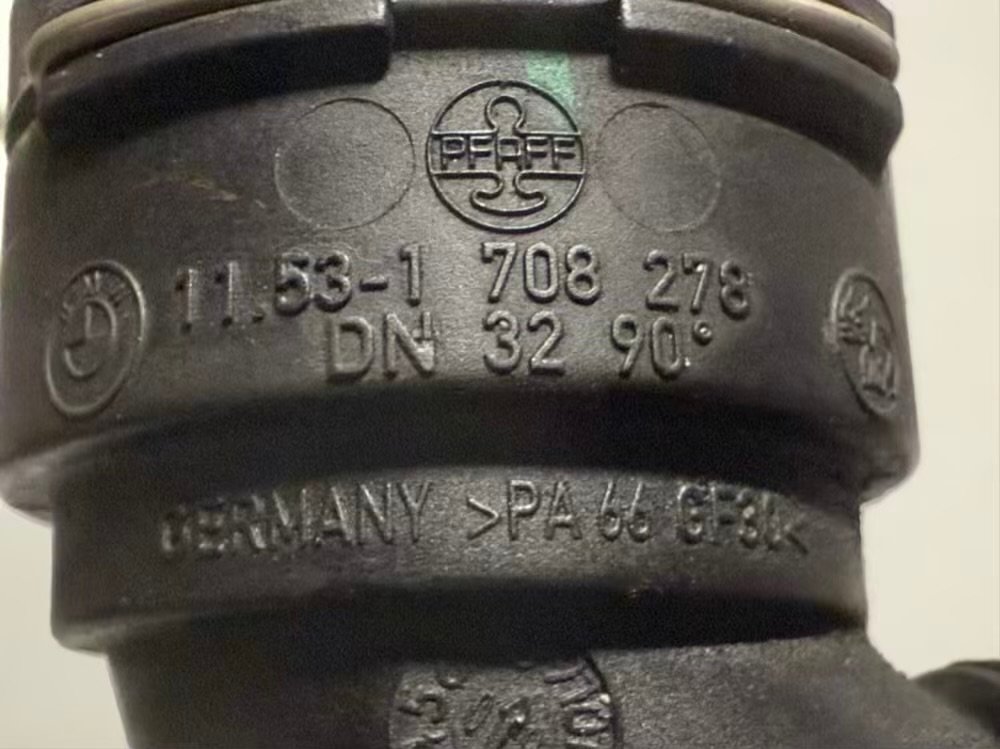 PFAFF
11.53-1 708 278
DN 32 90°
GERMANY >PA 66 GF30<